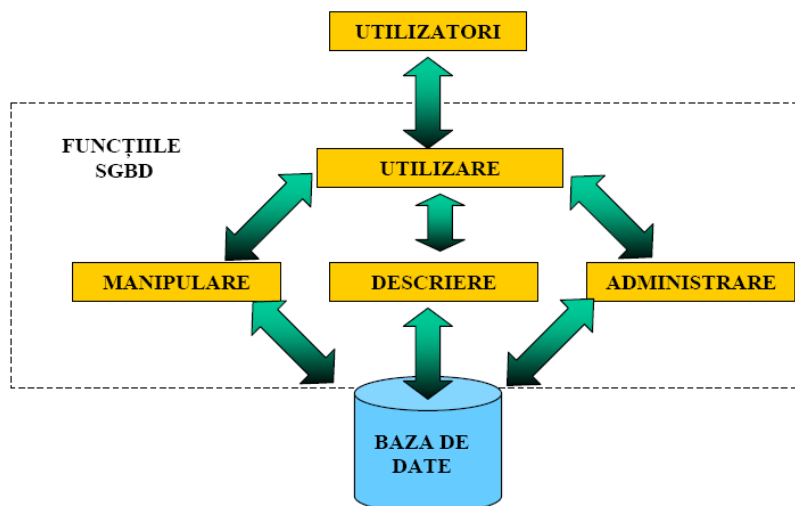 UTILIZATORI
FUNCȚIILE
SGBD
UTILIZARE
MANIPULARE
DESCRIERE
ADMINISTRARE
BAZA DE
DATE